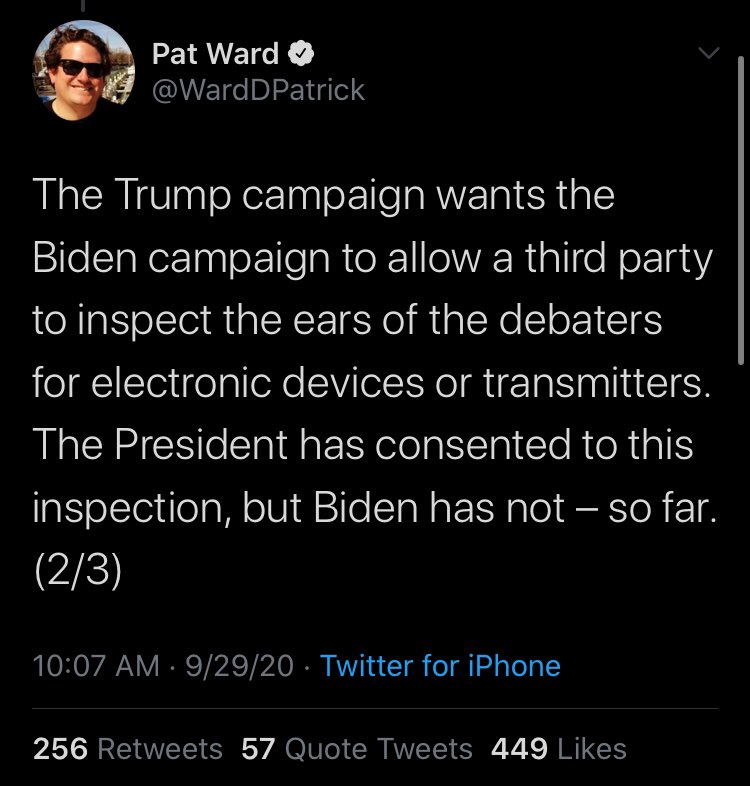 Pat Ward
@WardDPatrick
The Trump campaign wants the
Biden campaign to allow a third party
to inspect the ears of the debaters
for electronic devices or transmitters.
The President has consented to this
inspection, but Biden has not – so far.
(2/3)
10:07 AM · 9/29/20 · Twitter for iPhone
256 Retweets 57 Quote Tweets 449 Likes